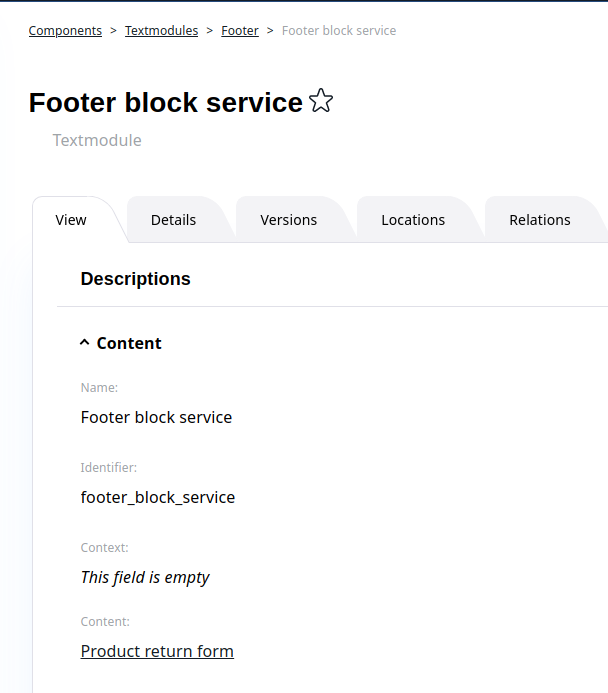 Components > Textmodules > Footer > Footer block service
Footer block service
Textmodule
View Details Versions Locations Relations
Descriptions
Content
Name:
Footer block service
Identifier:
footer_block_service
Context:
This field is empty
Content:
Product return form